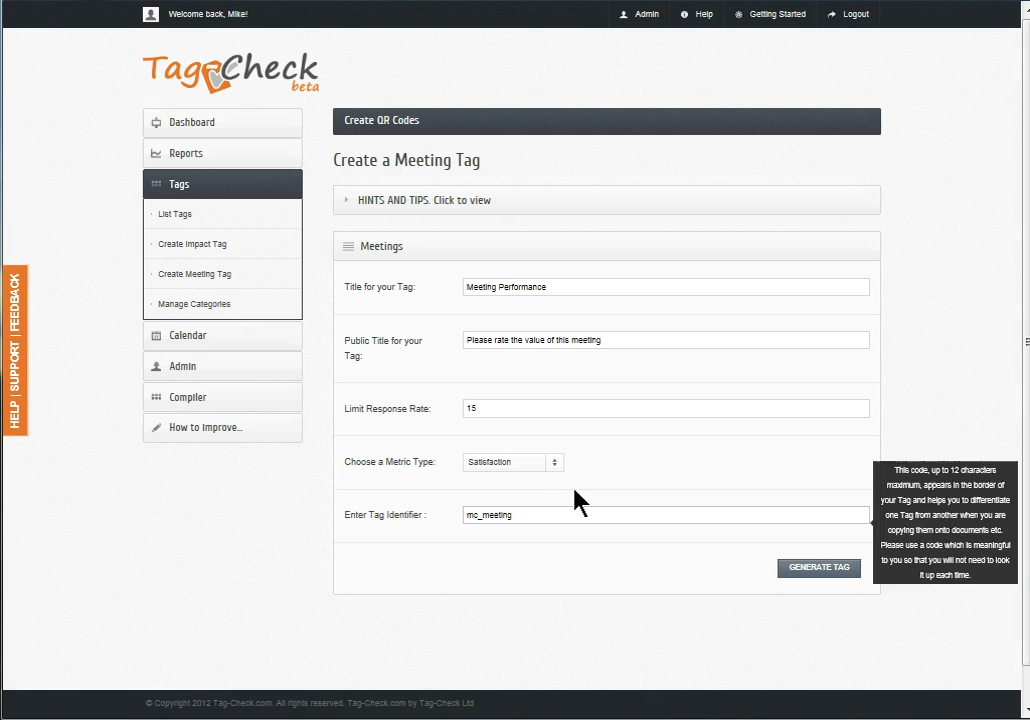 Welcome back, Mike!
Admin
Help
Getting Started
Logout
Tag Check
beta
Dashboard
Reports
Tags
List Tags
Create Impact Tag
Create Meeting Tag
Manage Categories
Calendar
Admin
Compiler
How to Improve...
HELP | SUPPORT | FEEDBACK
Create QR Codes
Create a Meeting Tag
HINTS AND TIPS. Click to view
Meetings
Title for your Tag:
Meeting Performance
Public Title for your
Tag:
Please rate the value of this meeting
Limit Response Rate:
15
Choose a Metric Type:
Satisfaction
Enter Tag Identifier :
mc_meeting
GENERATE TAG
This code, up to 12 characters
maximum, appears in the border of
your Tag and helps you to differentiate
one Tag from another when you are
copying them onto documents etc.
Please use a code which is meaningful
to you so that you will not need to look
it up each time.
© Copyright 2012 Tag-Check.com. All rights reserved. Tag-Check.com by Tag-Check Ltd